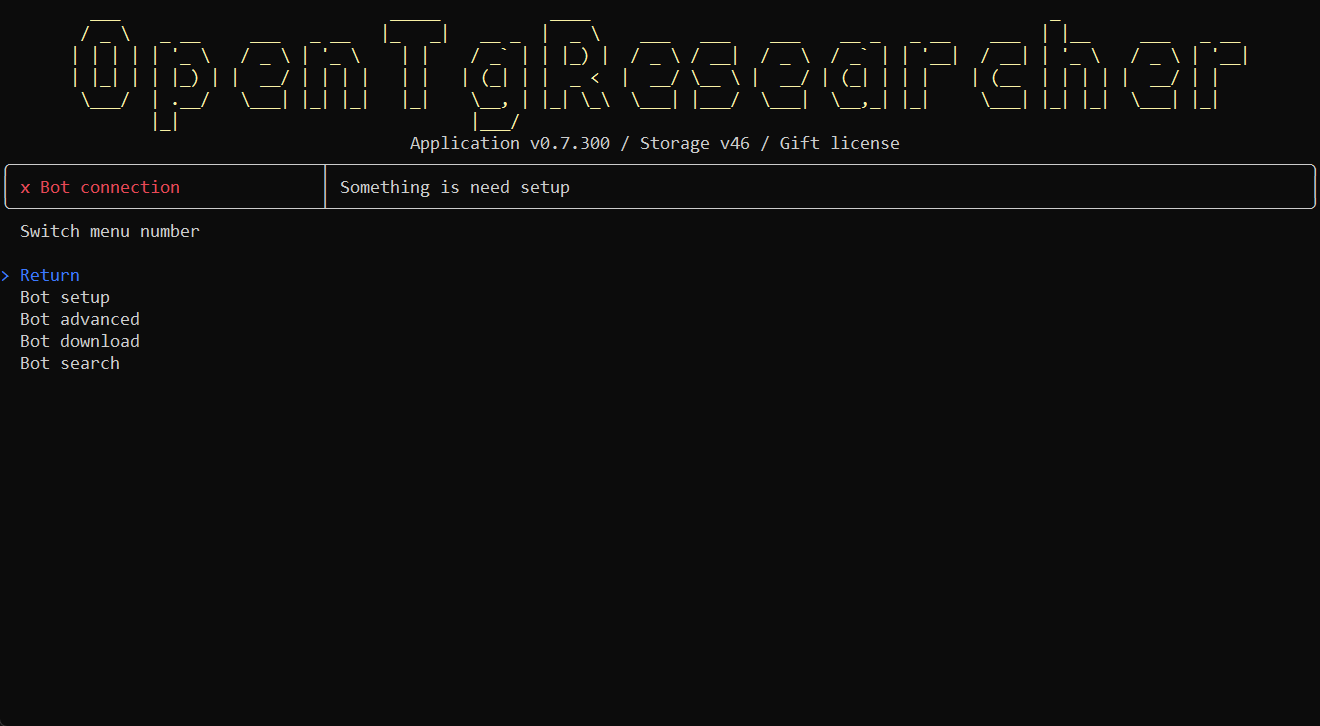 OpenTgResearcher
Application v0.7.300 / Storage v46 / Gift license
x Bot connection
Something is need setup
Switch menu number
> Return
Bot setup
Bot advanced
Bot download
Bot search